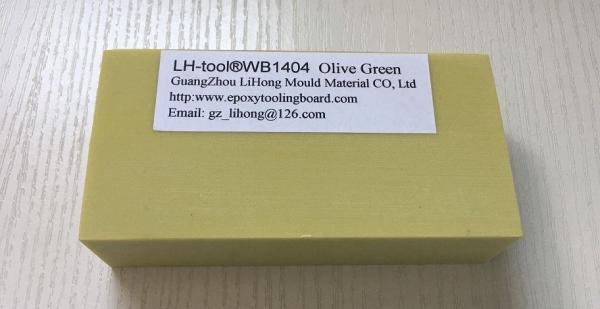 LH-tool®WB1404 Olive Green
GuangZhou LiHong Mould Material CO, Ltd
http:www.epoxytoolingboard.com
Email: gz_lihong@126.com